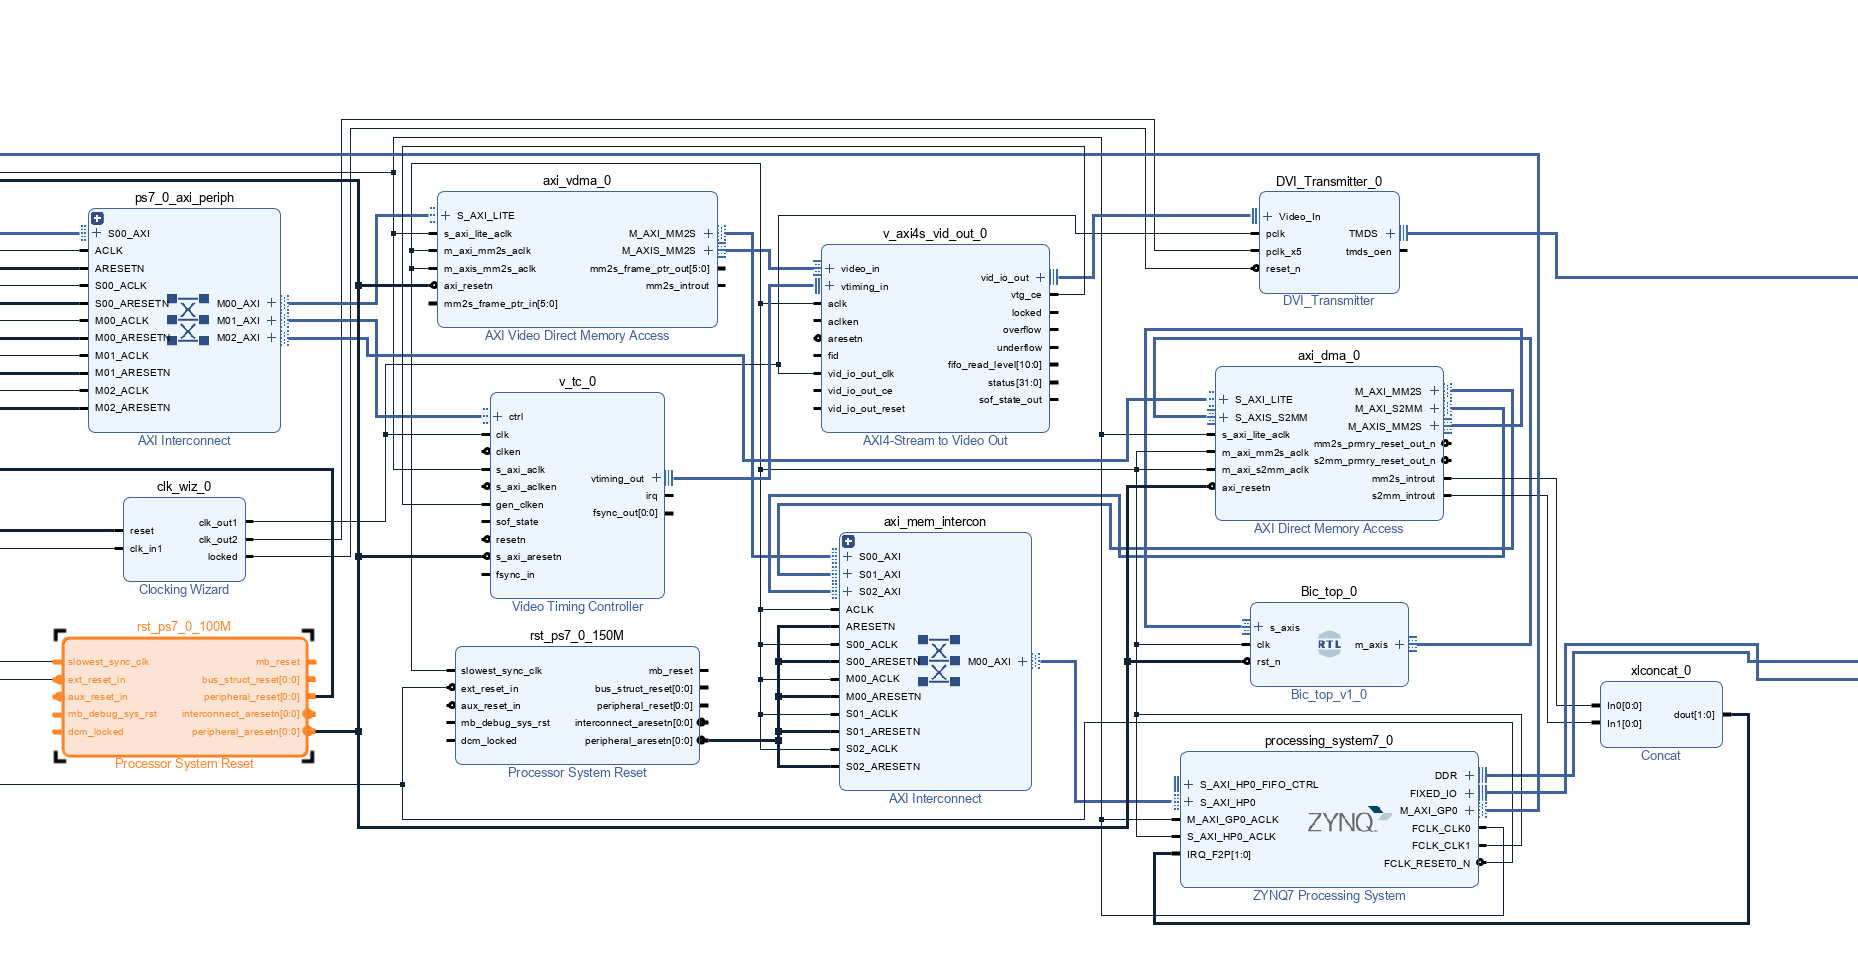 ps7_0_axi_periph
S00_AXI
ACLK
ARESETN
S00_ACLK
S00_ARESETN
M00_ACLK
M00_ARESETN
M01_ACLK
M01_ARESETN
M02_ACLK
M02_ARESETN
M00_AXI
M01_AXI
M02_AXI
AXI Interconnect
clk_wiz_0
reset
clk_in1
clk_out1
clk_out2
locked
Clocking Wizard
rst_ps7_0_100M
slowest_sync_clk
ext_reset_in
aux_reset_in
mb_debug_sys_rst
dcm_locked
mb_reset
bus_struct_reset[0:0]
peripheral_reset[0:0]
interconnect_aresetn[0:0]
peripheral_aresetn[0:0]
Processor System Reset
axi_vdma_0
S_AXI_LITE
s_axi_lite_aclk
m_axi_mm2s_aclk
m_axis_mm2s_aclk
axi_resetn
mm2s_frame_ptr_in[5:0]
M_AXI_MM2S
M_AXIS_MM2S
mm2s_frame_ptr_out[5:0]
mm2s_introut
AXI Video Direct Memory Access
v_tc_0
ctrl
clk
clken
s_axi_aclk
s_axi_aclken
gen_clken
sof_state
resetn
s_axi_aresetn
fsync_in
vtiming_out
irq
fsync_out[0:0]
Video Timing Controller
rst_ps7_0_150M
slowest_sync_clk
ext_reset_in
aux_reset_in
mb_debug_sys_rst
dcm_locked
mb_reset
bus_struct_reset[0:0]
peripheral_reset[0:0]
interconnect_aresetn[0:0]
peripheral_aresetn[0:0]
Processor System Reset
v_axi4s_vid_out_0
video_in
vtiming_in
aclk
aclken
aresetn
fid
vid_io_out_clk
vid_io_out_ce
vid_io_out_reset
vid_io_out
vtg_ce
locked
overflow
underflow
fifo_read_level[10:0]
status[31:0]
sof_state_out
AXI4-Stream to Video Out
axi_mem_intercon
S00_AXI
S01_AXI
S02_AXI
ACLK
ARESETN
S00_ACLK
S00_ARESETN
M00_ACLK
M00_ARESETN
S01_ACLK
S01_ARESETN
S02_ACLK
S02_ARESETN
M00_AXI
AXI Interconnect
DVI_Transmitter_0
Video_In
pclk
pclk_x5
reset_n
TMDS
tmds_oen
DVI_Transmitter
axi_dma_0
S_AXI_LITE
S_AXIS_S2MM
s_axi_lite_aclk
m_axi_mm2s_aclk
m_axi_s2mm_aclk
axi_resetn
M_AXI_MM2S
M_AXI_S2MM
M_AXIS_MM2S
mm2s_prmry_reset_out_n
s2mm_prmry_reset_out_n
mm2s_introut
s2mm_introut
AXI Direct Memory Access
Bic_top_0
s_axis
clk
rst_n
RTL
m_axis
Bic_top_v1_0
processing_system7_0
S_AXI_HP0_FIFO_CTRL
S_AXI_HP0
M_AXI_GP0_ACLK
S_AXI_HP0_ACLK
IRQ_F2P[1:0]
ZYNQ
DDR
FIXED_IO
M_AXI_GP0
FCLK_CLK0
FCLK_CLK1
FCLK_RESET0_N
ZYNQ7 Processing System
xlconcat_0
In0[0:0]
In1[0:0]
dout[1:0]
Concat